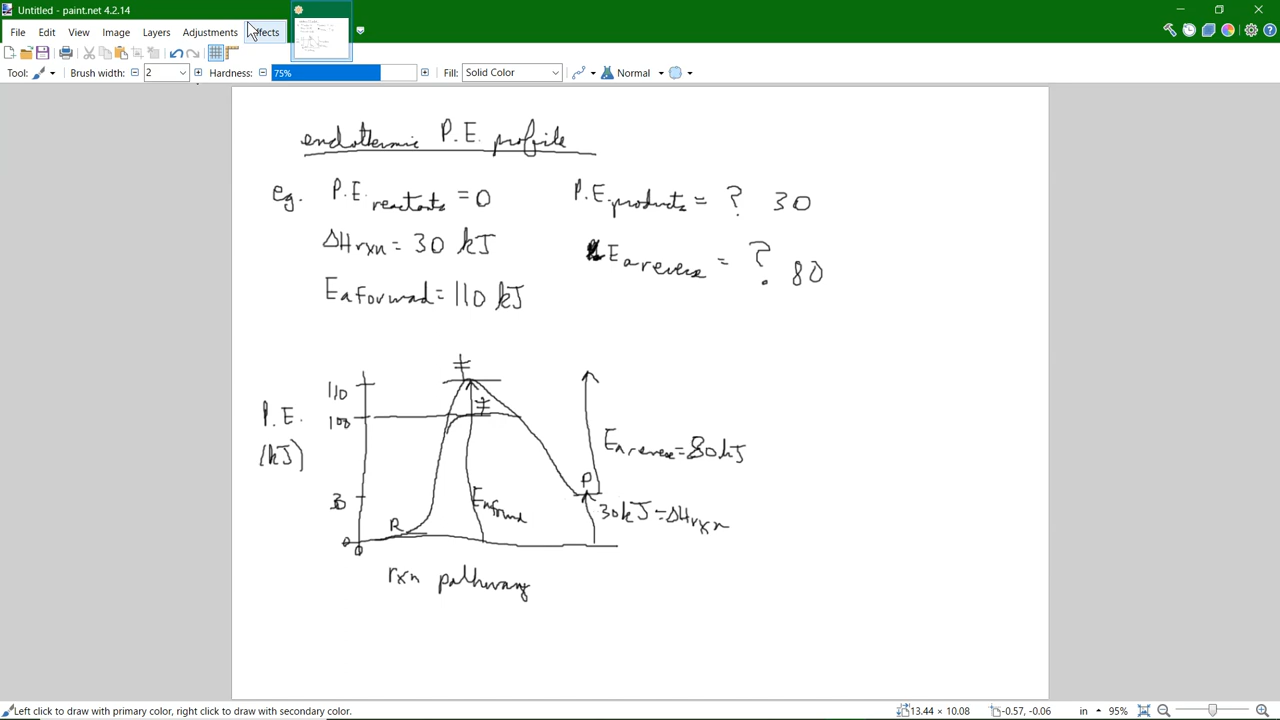 Untitled - paint.net 4.2.14
File View Image Layers Adjustments Effects
Tool: Brush width: 2 Hardness: 75% Fill: Solid Color Normal
endothermic P.E. profile
eg. P.E. reactants = 0 P.E. products = ? 30
ΔHrxn = 30 kJ Ea reverse = ? 80
Ea forward = 110 kJ
‡
110
P.E. 100 ‡
(kJ) Ea reverse = 80 kJ
P
30 Ea forward 30 kJ = ΔHrxn
R
0
0
rxn pathway
Left click to draw with primary color, right click to draw with secondary color. 13.44 × 10.08 -0.57, -0.06 in 95%